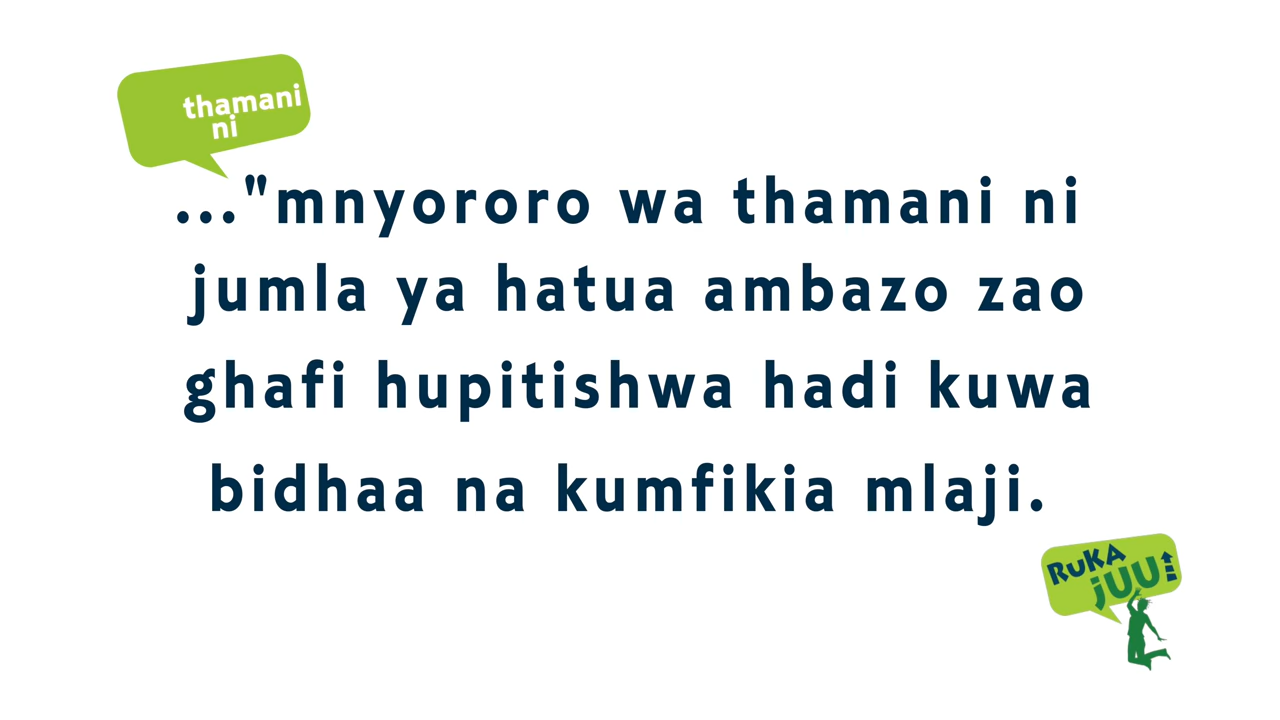 thamani
ni
..."mnyororo wa thamani ni
jumla ya hatua ambazo zao
ghafi hupitishwa hadi kuwa
bidhaa na kumfikia mlaji.
RuKA
jUU